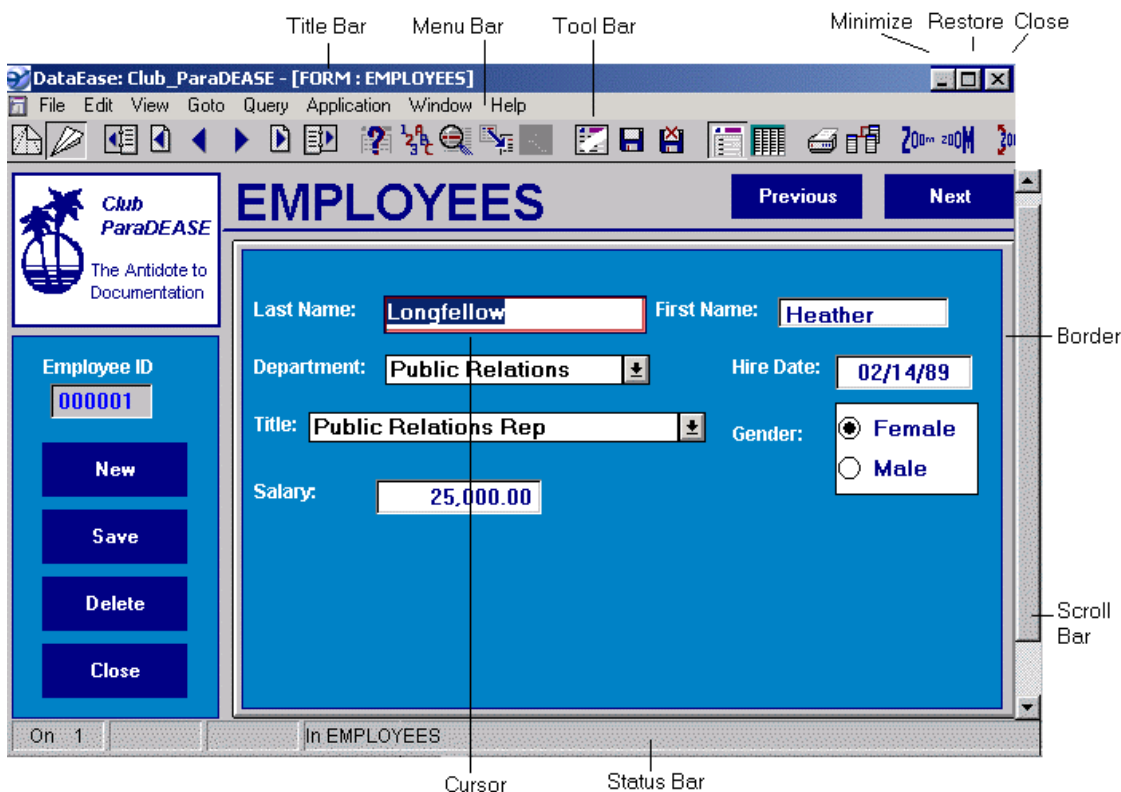 Title Bar Menu Bar Tool Bar Minimize Restore Close
DataEase: Club_ParaDEASE - [FORM : EMPLOYEES]
File Edit View Goto Query Application Window Help
Zoom zooM
Club
ParaDEASE
The Antidote to
Documentation
EMPLOYEES
Previous Next
Last Name: Longfellow First Name: Heather
Border
Employee ID
000001
Department: Public Relations Hire Date: 02/14/89
Title: Public Relations Rep Gender: Female
Male
Salary: 25,000.00
New
Save
Delete
Close
Scroll
Bar
On 1 In EMPLOYEES
Cursor Status Bar